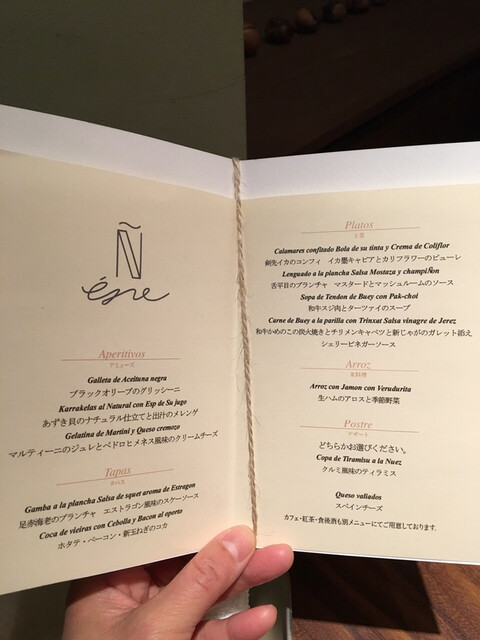 Ñ
éṣṇe
Aperitivos
アミューズ
Galleta de Aceituna negra
ブラックオリーブのグリッシーニ
Karrakelas al Natural con Esp de Su jugo
あずき貝のナチュラル仕立てと出汁のメレンゲ
Gelatina de Martini y Queso cremozo
マルティーニのジュレとペドロヒメネス風味のクリームチーズ
Tapas
タパス
Gamba a la plancha Salsa de squet aroma de Estragon
足赤海老のプランチャ エストラゴン風味のスケーソース
Coca de vieiras con Cebolla y Bacon al aperto
ホタテ・ベーコン・新玉ねぎのコカ
Platos
主菜
Calamares confitado Bola de su tinta y Crema de Coliflor
剣先イカのコンフィ イカ墨キャビアとカリフラワーのピューレ
Lenguado a la plancha Salsa Mostaza y champiÑon
舌平目のプランチャ マスタードとマッシュルームのソース
Sopa de Tendon de Buey con Pak-choi
和牛スジ肉とターツァイのスープ
Carne de Buey a la parilla con Trinxat Salsa vinagre de Jerez
和牛かめのこの炭火焼きとチリメンキャベツと新じゃがのガレット添え
シェリービネガーソース
Arroz
米料理
Arroz con Jamon con Verudurita
生ハムのアロスと季節野菜
Postre
デザート
どちらかお選びください。
Copa de Tiramisu a la Nuez
クルミ風味のティラミス
Queso valiados
スペインチーズ
カフェ・紅茶・食後酒も別メニューにてご用意しております。